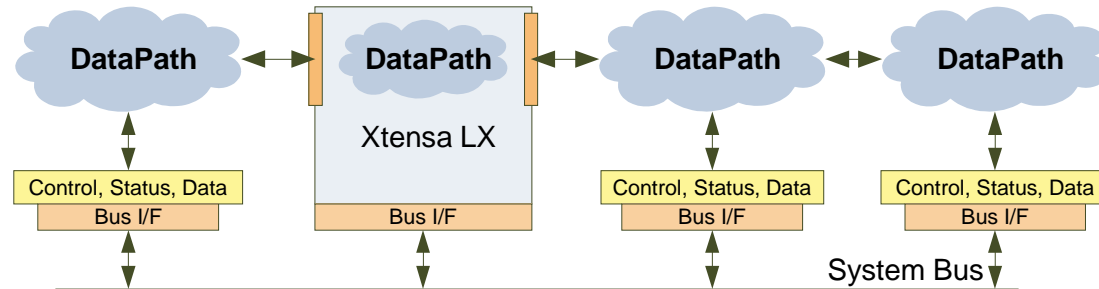 DataPath
DataPath
DataPath
DataPath
Xtensa LX
Control, Status, Data
Control, Status, Data
Control, Status, Data
Bus I/F
Bus I/F
Bus I/F
Bus I/F
System Bus